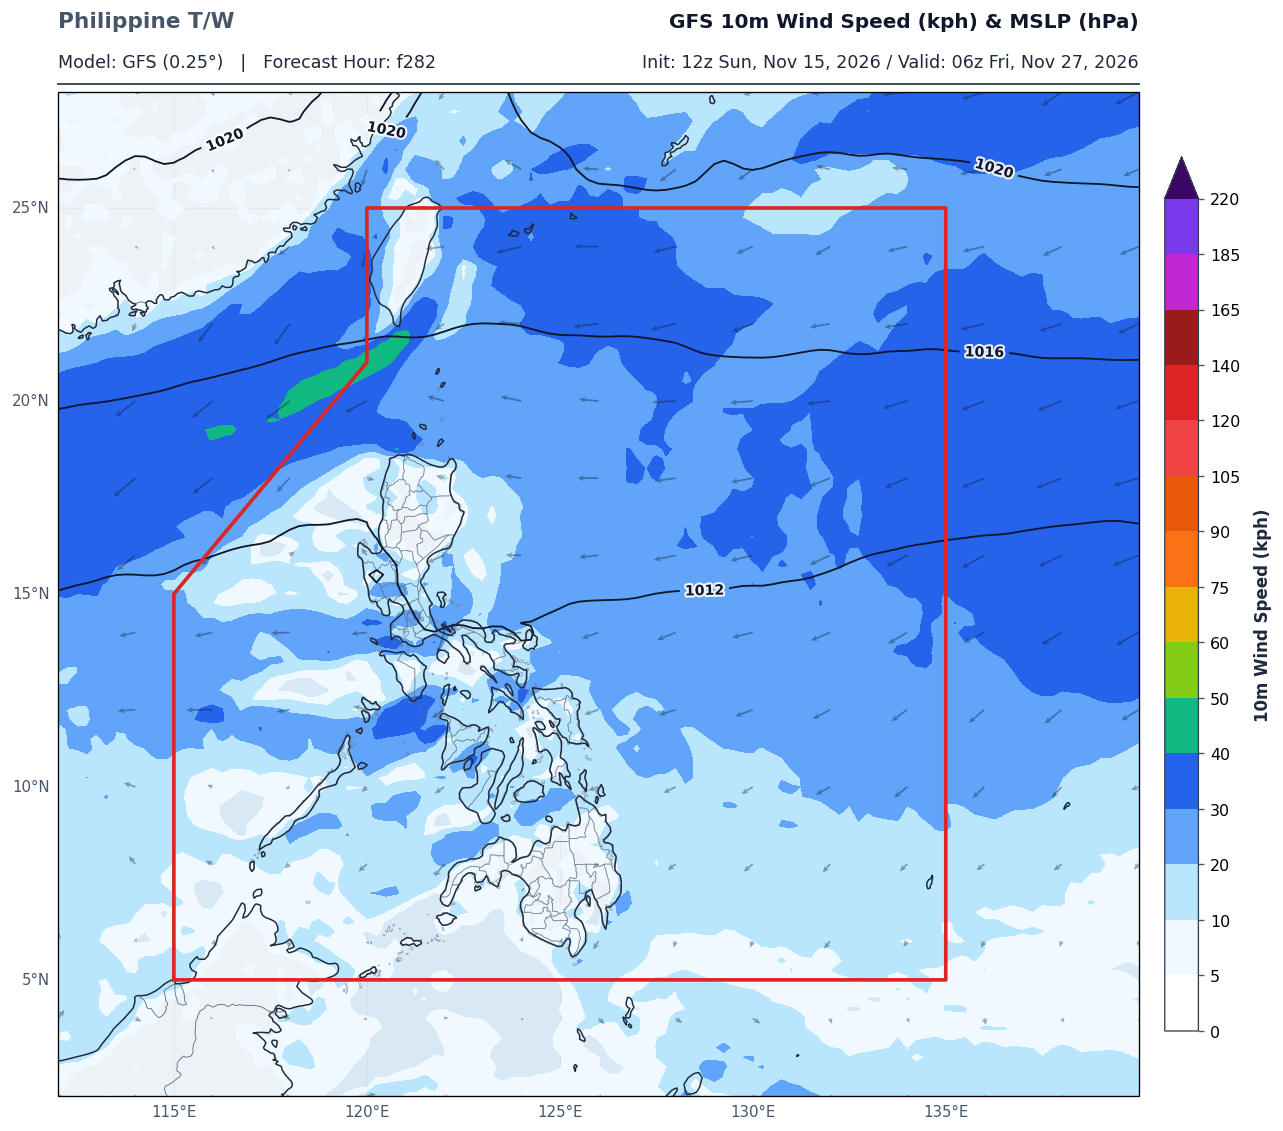 Philippine T/W
GFS 10m Wind Speed (kph) & MSLP (hPa)
Model: GFS (0.25°) | Forecast Hour: f282
Init: 12z Sun, Nov 15, 2026 / Valid: 06z Fri, Nov 27, 2026
1020
1020
1020
1016
1012
25°N
20°N
15°N
10°N
5°N
115°E
120°E
125°E
130°E
135°E
220
185
165
140
120
105
90
75
60
50
40
30
20
10
5
0
10m Wind Speed (kph)